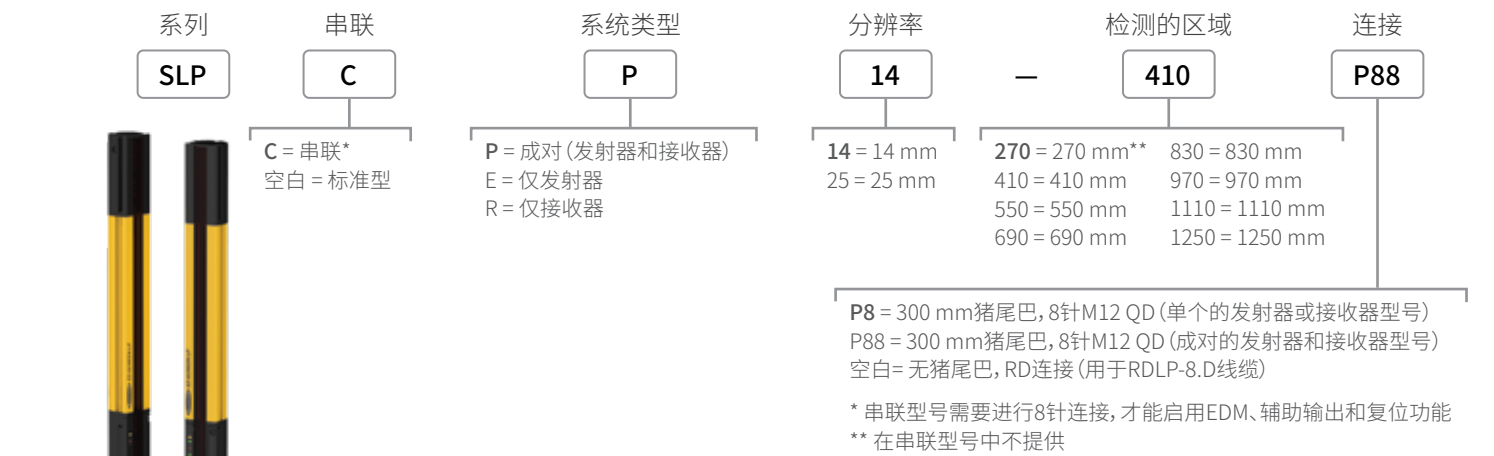 系列 串联 系统类型 分辨率 检测的区域 连接
SLP C P 14 — 410 P88
C = 串联*
空白 = 标准型
P = 成对（发射器和接收器）
E = 仅发射器
R = 仅接收器
14 = 14 mm
25 = 25 mm
270 = 270 mm** 830 = 830 mm
410 = 410 mm 970 = 970 mm
550 = 550 mm 1110 = 1110 mm
690 = 690 mm 1250 = 1250 mm
P8 = 300 mm猪尾巴，8针M12 QD（单个的发射器或接收器型号）
P88 = 300 mm猪尾巴，8针M12 QD（成对的发射器和接收器型号）
空白= 无猪尾巴，RD连接（用于RDLP-8.D线缆）
* 串联型号需要进行8针连接，才能启用EDM、辅助输出和复位功能
** 在串联型号中不提供